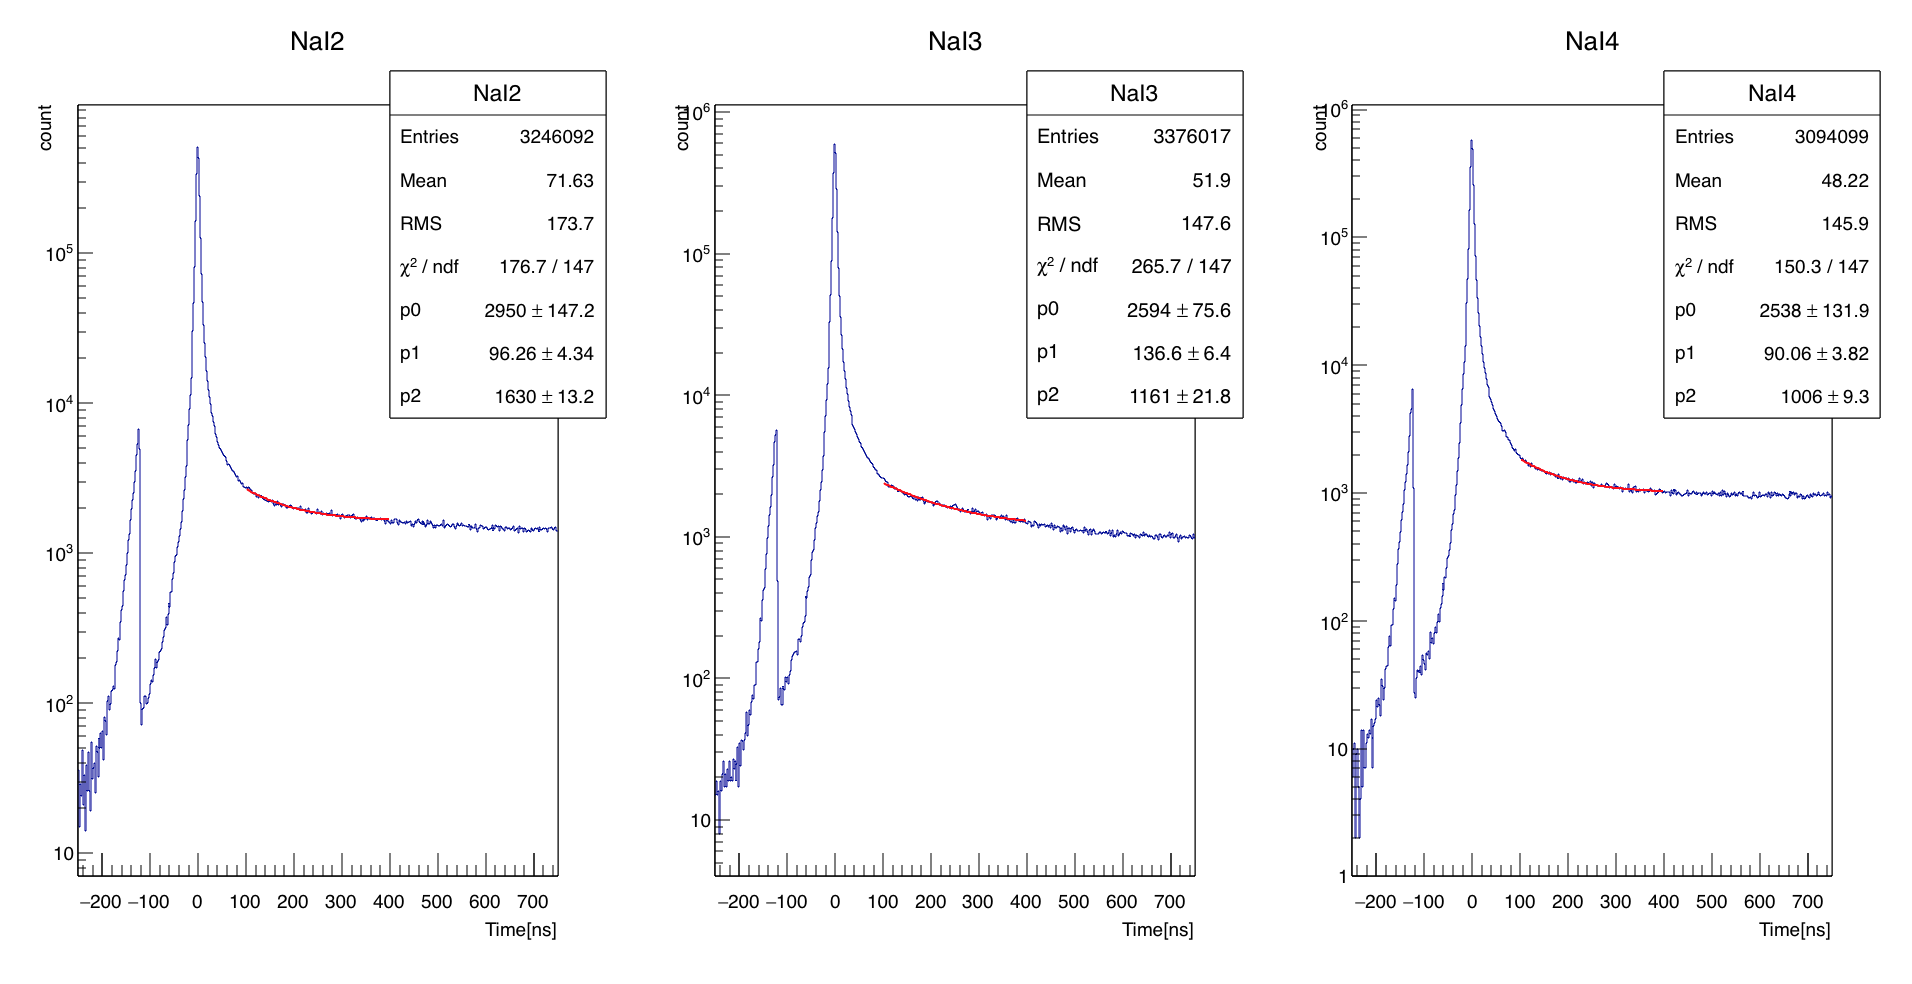 NaI2
NaI2
Entries 3246092
Mean 71.63
RMS 173.7
χ² / ndf 176.7 / 147
p0 2950 ± 147.2
p1 96.26 ± 4.34
p2 1630 ± 13.2
count
10⁵
10⁴
10³
10²
10
−200 −100 0 100 200 300 400 500 600 700
Time[ns]
NaI3
NaI3
Entries 3376017
Mean 51.9
RMS 147.6
χ² / ndf 265.7 / 147
p0 2594 ± 75.6
p1 136.6 ± 6.4
p2 1161 ± 21.8
count
10⁶
10⁵
10⁴
10³
10²
10
−200 −100 0 100 200 300 400 500 600 700
Time[ns]
NaI4
NaI4
Entries 3094099
Mean 48.22
RMS 145.9
χ² / ndf 150.3 / 147
p0 2538 ± 131.9
p1 90.06 ± 3.82
p2 1006 ± 9.3
count
10⁶
10⁵
10⁴
10³
10²
10
1
−200 −100 0 100 200 300 400 500 600 700
Time[ns]